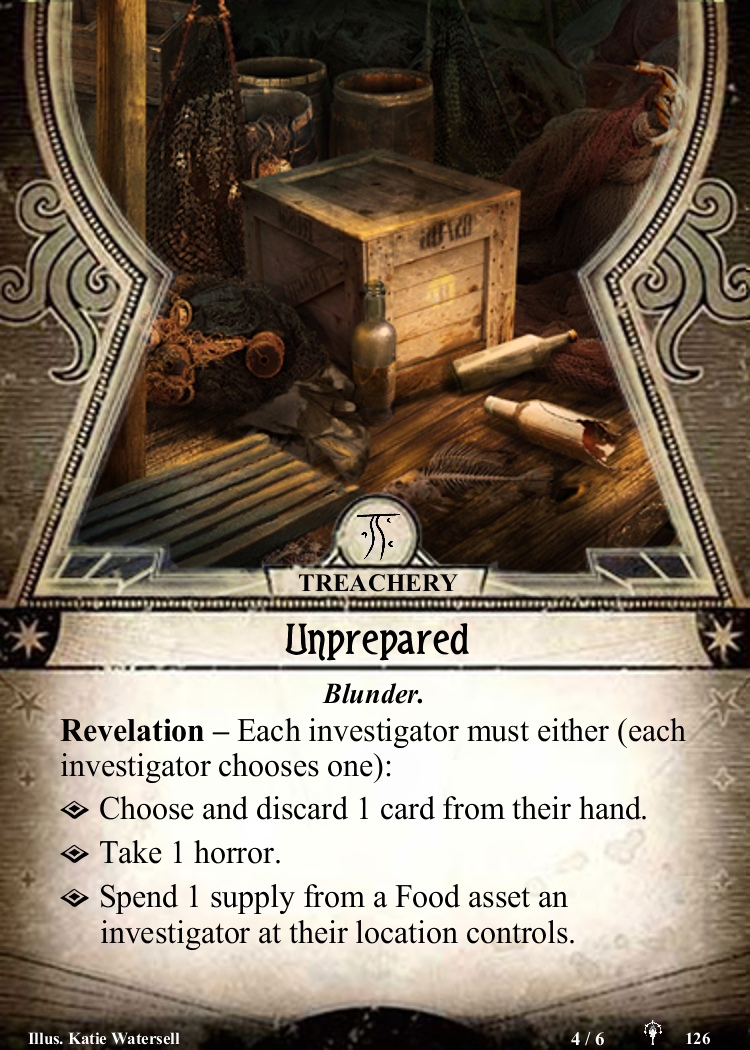 TREACHERY
Unprepared
Blunder.
Revelation – Each investigator must either (each
investigator chooses one):
Choose and discard 1 card from their hand.
Take 1 horror.
Spend 1 supply from a Food asset an
investigator at their location controls.
Illus. Katie Watersell
4 / 6
126